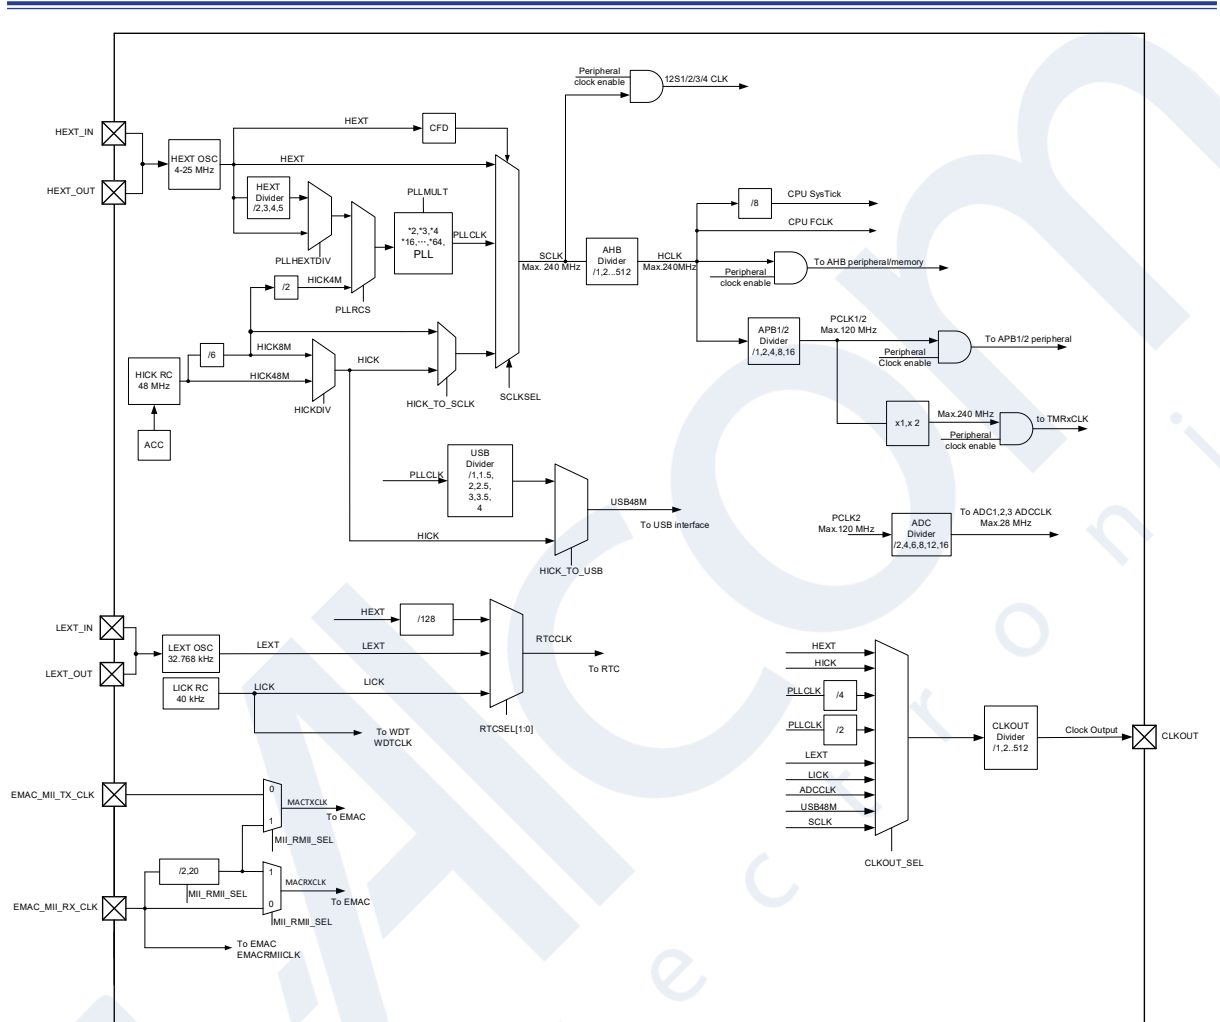 Peripheral
clock enable
12S1/2/3/4 CLK
HEXT_IN
HEXT
CFD
HEXT OSC
4-25 MHz
HEXT
HEXT_OUT
HEXT
Divider
/2,3,4,5
PLLMULT
*2,*3,*4
*16,...,*64,
PLL
PLLCLK
PLLHEXTDIV
/8
CPU SysTick
CPU FCLK
SCLK
Max. 240 MHz
AHB
Divider
/1,2...512
HCLK
Max.240MHz
To AHB peripheral/memory
Peripheral
clock enable
/2
HICK4M
PLLRCS
APB1/2
Divider
/1,2,4,8,16
PCLK1/2
Max.120 MHz
To APB1/2 peripheral
Peripheral
Clock enable
/6
HICK8M
HICK
HICK RC
48 MHz
HICK48M
HICKDIV
HICK_TO_SCLK
SCLKSEL
ACC
x1,x 2
Max.240 MHz
to TMRxCLK
Peripheral
clock enable
PLLCLK
USB
Divider
/1,1.5,
2,2.5,
3,3.5,
4
USB48M
To USB interface
HICK
HICK_TO_USB
PCLK2
Max.120 MHz
ADC
Divider
/2,4,6,8,12,16
To ADC1,2,3 ADCCLK
Max.28 MHz
LEXT_IN
LEXT_OUT
LEXT OSC
32.768 kHz
LEXT
HEXT
/128
LEXT
RTCCLK
To RTC
LICK RC
40 kHz
LICK
LICK
To WDT
WDTCLK
RTCSEL[1:0]
HEXT
HICK
PLLCLK
/4
PLLCLK
/2
LEXT
LICK
ADCCLK
USB48M
SCLK
CLKOUT_SEL
CLKOUT
Divider
/1,2..512
Clock Output
CLKOUT
EMAC_MII_TX_CLK
0
1
MACTXCLK
To EMAC
MII_RMII_SEL
/2,20
MII_RMII_SEL
1
0
MACRXCLK
To EMAC
MII_RMII_SEL
EMAC_MII_RX_CLK
To EMAC
EMACRMIICLK